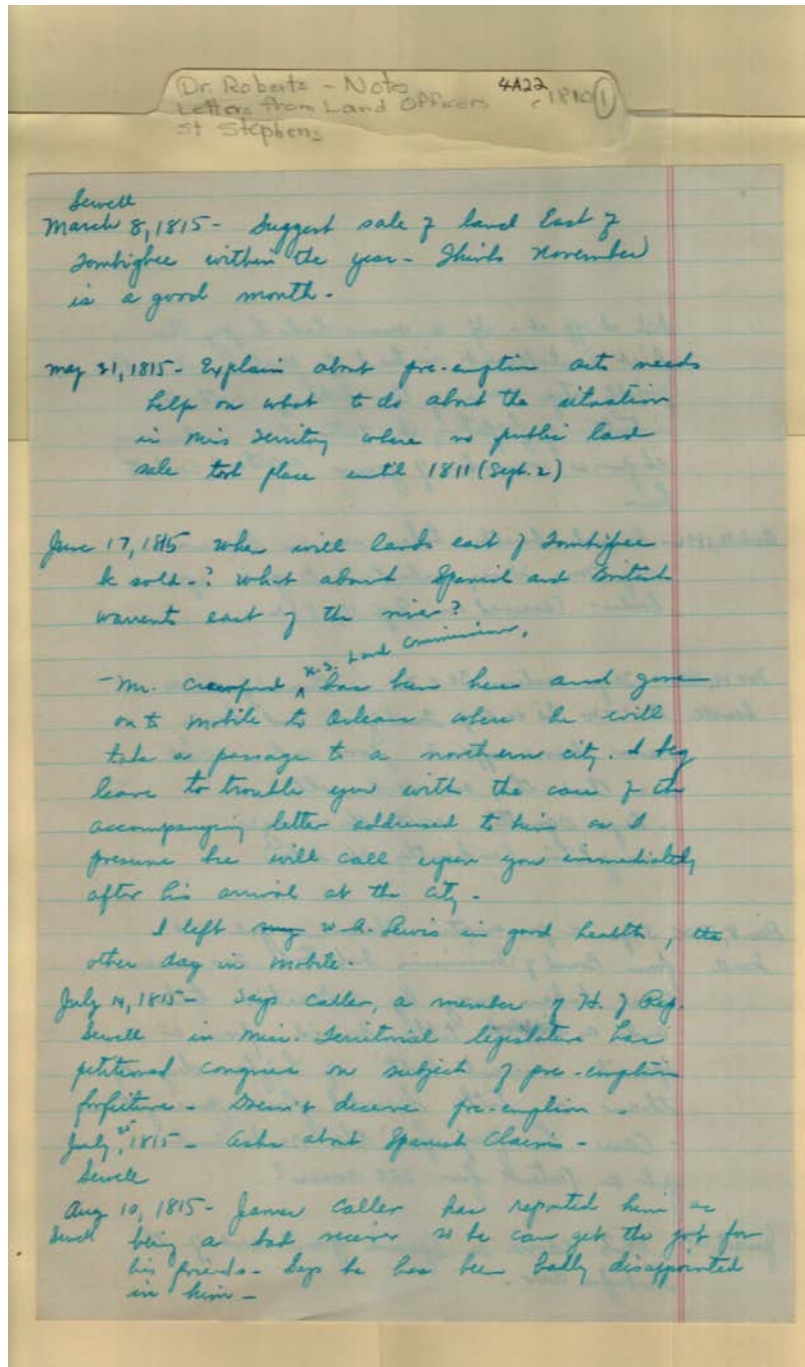 Dr. Roberts - Notes 4A22
Letters from Land Officers c 1810 1
St Stephens
Sewell
March 8, 1815 - Suggest sale of land East of
Tombigbee within the year - Thinks November
is a good month -
May 31, 1815 - Explain about pre-emption acts needs
help on what to do about the situation
in Mis Territory where no public land
sale took place until 1811 (Sept. 2)
June 17, 1815 When will lands east of Tombigbee
be sold -? What about Spanish and British
warrents east of the river?
- Mr. Crawford ^ U.S. Land Commissioner, has been here and gone
on to Mobile to Orleans where he will
take a passage to a northern city. I beg
leave to trouble you with the care of the
accompanying letter addressed to him as I
presume he will call upon you immediately
after his arrival at the city -
I left W. A. Lewis in good health, the
other day in Mobile.
July 14, 1815 - Says Caller, a member of H. of Rep.
Sewell in Miss. Territorial legislature has
petitioned congress on subject of pre-emption
forfeiture - deserve pre-emption -
July 25, 1815 - Asks about Spanish Claims -
Sewell
Aug 10, 1815 - James Caller has reported him as
Sewell being a bad receiver so he can get the job for
his friends - Says he has been badly disappointed
in him -